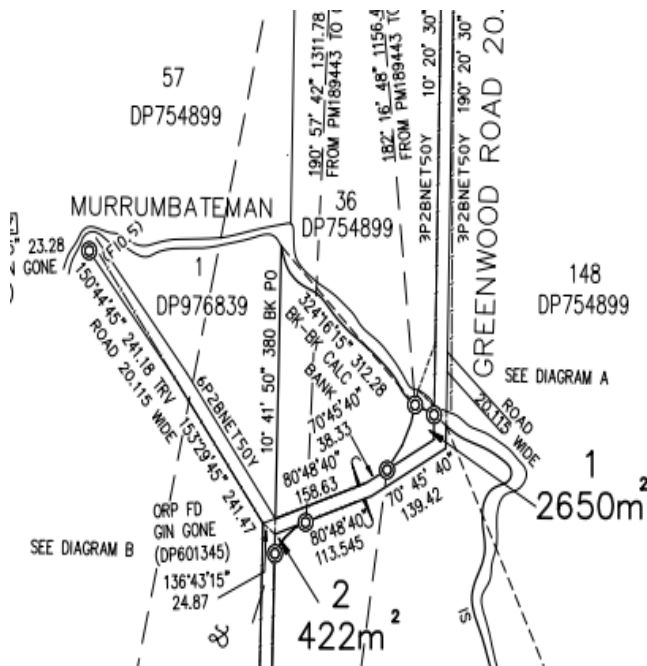 57
DP754899
190° 57' 42" 1311.78
FROM PM189443 TO
182° 16' 48" 1156.4
FROM PM189443 TO
3P2BNET50Y 10° 20' 30"
3P2BNET50Y 190° 20' 30"
GREENWOOD ROAD 20.
MURRUMBATEMAN
36
DP754899
23.28
GONE
(F10.5)
1
DP976839
148
DP754899
150°44'45" 241.18 TRV 153°29'45" 241.47
ROAD 20.115 WIDE
6P2BNET50Y
10° 41' 50" 380 BK PO
324°16'15" 312.28
BK-BK CALC
BANK
SEE DIAGRAM A
ROAD
20.115 WIDE
70°45'40"
38.33
80°48'40"
158.63
70° 45' 40"
139.42
80°48'40"
113.545
1
2650m²
ORP FD
GIN GONE
(DP601345)
SEE DIAGRAM B
136°43'15"
24.87
2
422m²
&c
ISI